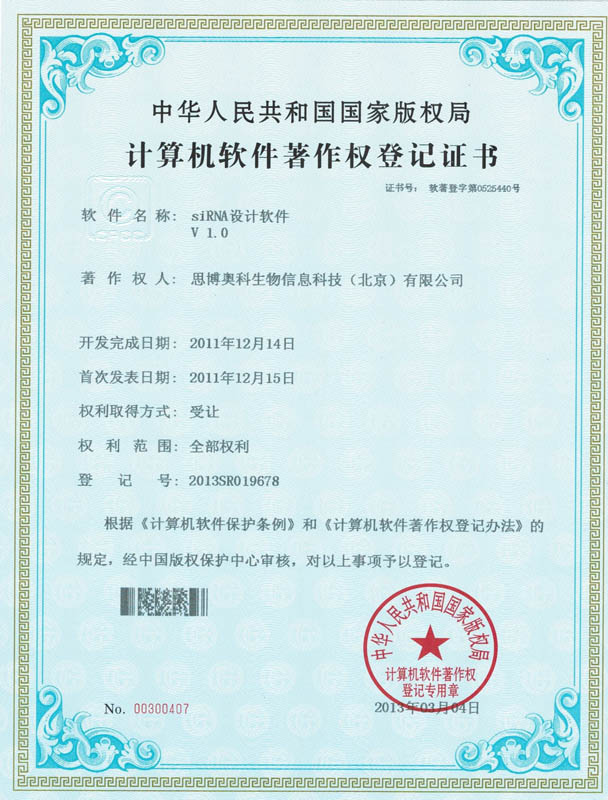 中华人民共和国国家版权局
计算机软件著作权登记证书
证书号： 软著登字第0525440号
软件名称： siRNA设计软件
V 1.0
著作权人： 思博奥科生物信息科技（北京）有限公司
开发完成日期： 2011年12月14日
首次发表日期： 2011年12月15日
权利取得方式： 受让
权利范围： 全部权利
登记号： 2013SR019678
根据《计算机软件保护条例》和《计算机软件著作权登记办法》的
规定，经中国版权保护中心审核，对以上事项予以登记。
中华人民共和国国家版权局
计算机软件著作权
登记专用章
No. 00300407
2013年03月04日